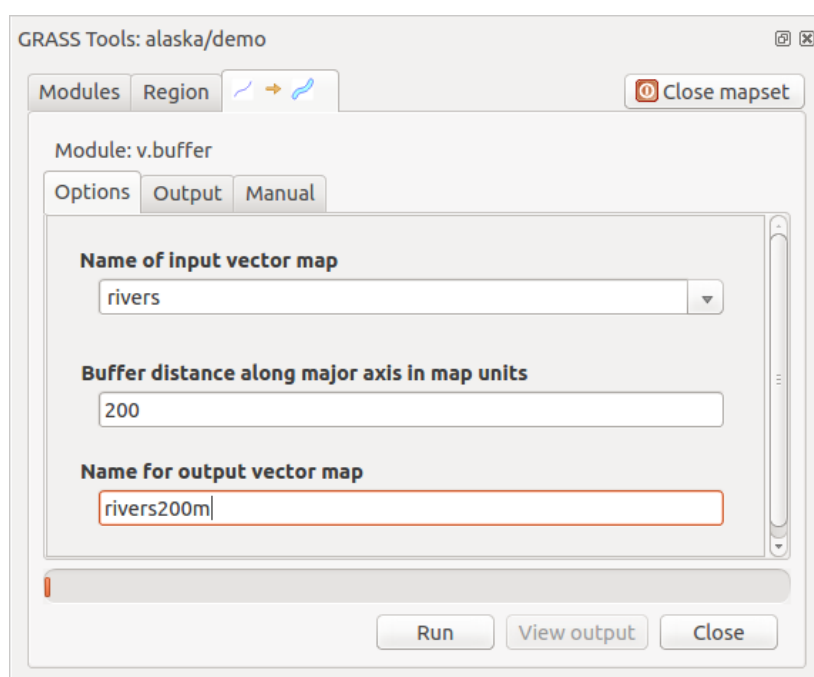 GRASS Tools: alaska/demo
Modules Region Close mapset
Module: v.buffer
Options Output Manual
Name of input vector map
rivers
Buffer distance along major axis in map units
200
Name for output vector map
rivers200m
Run View output Close